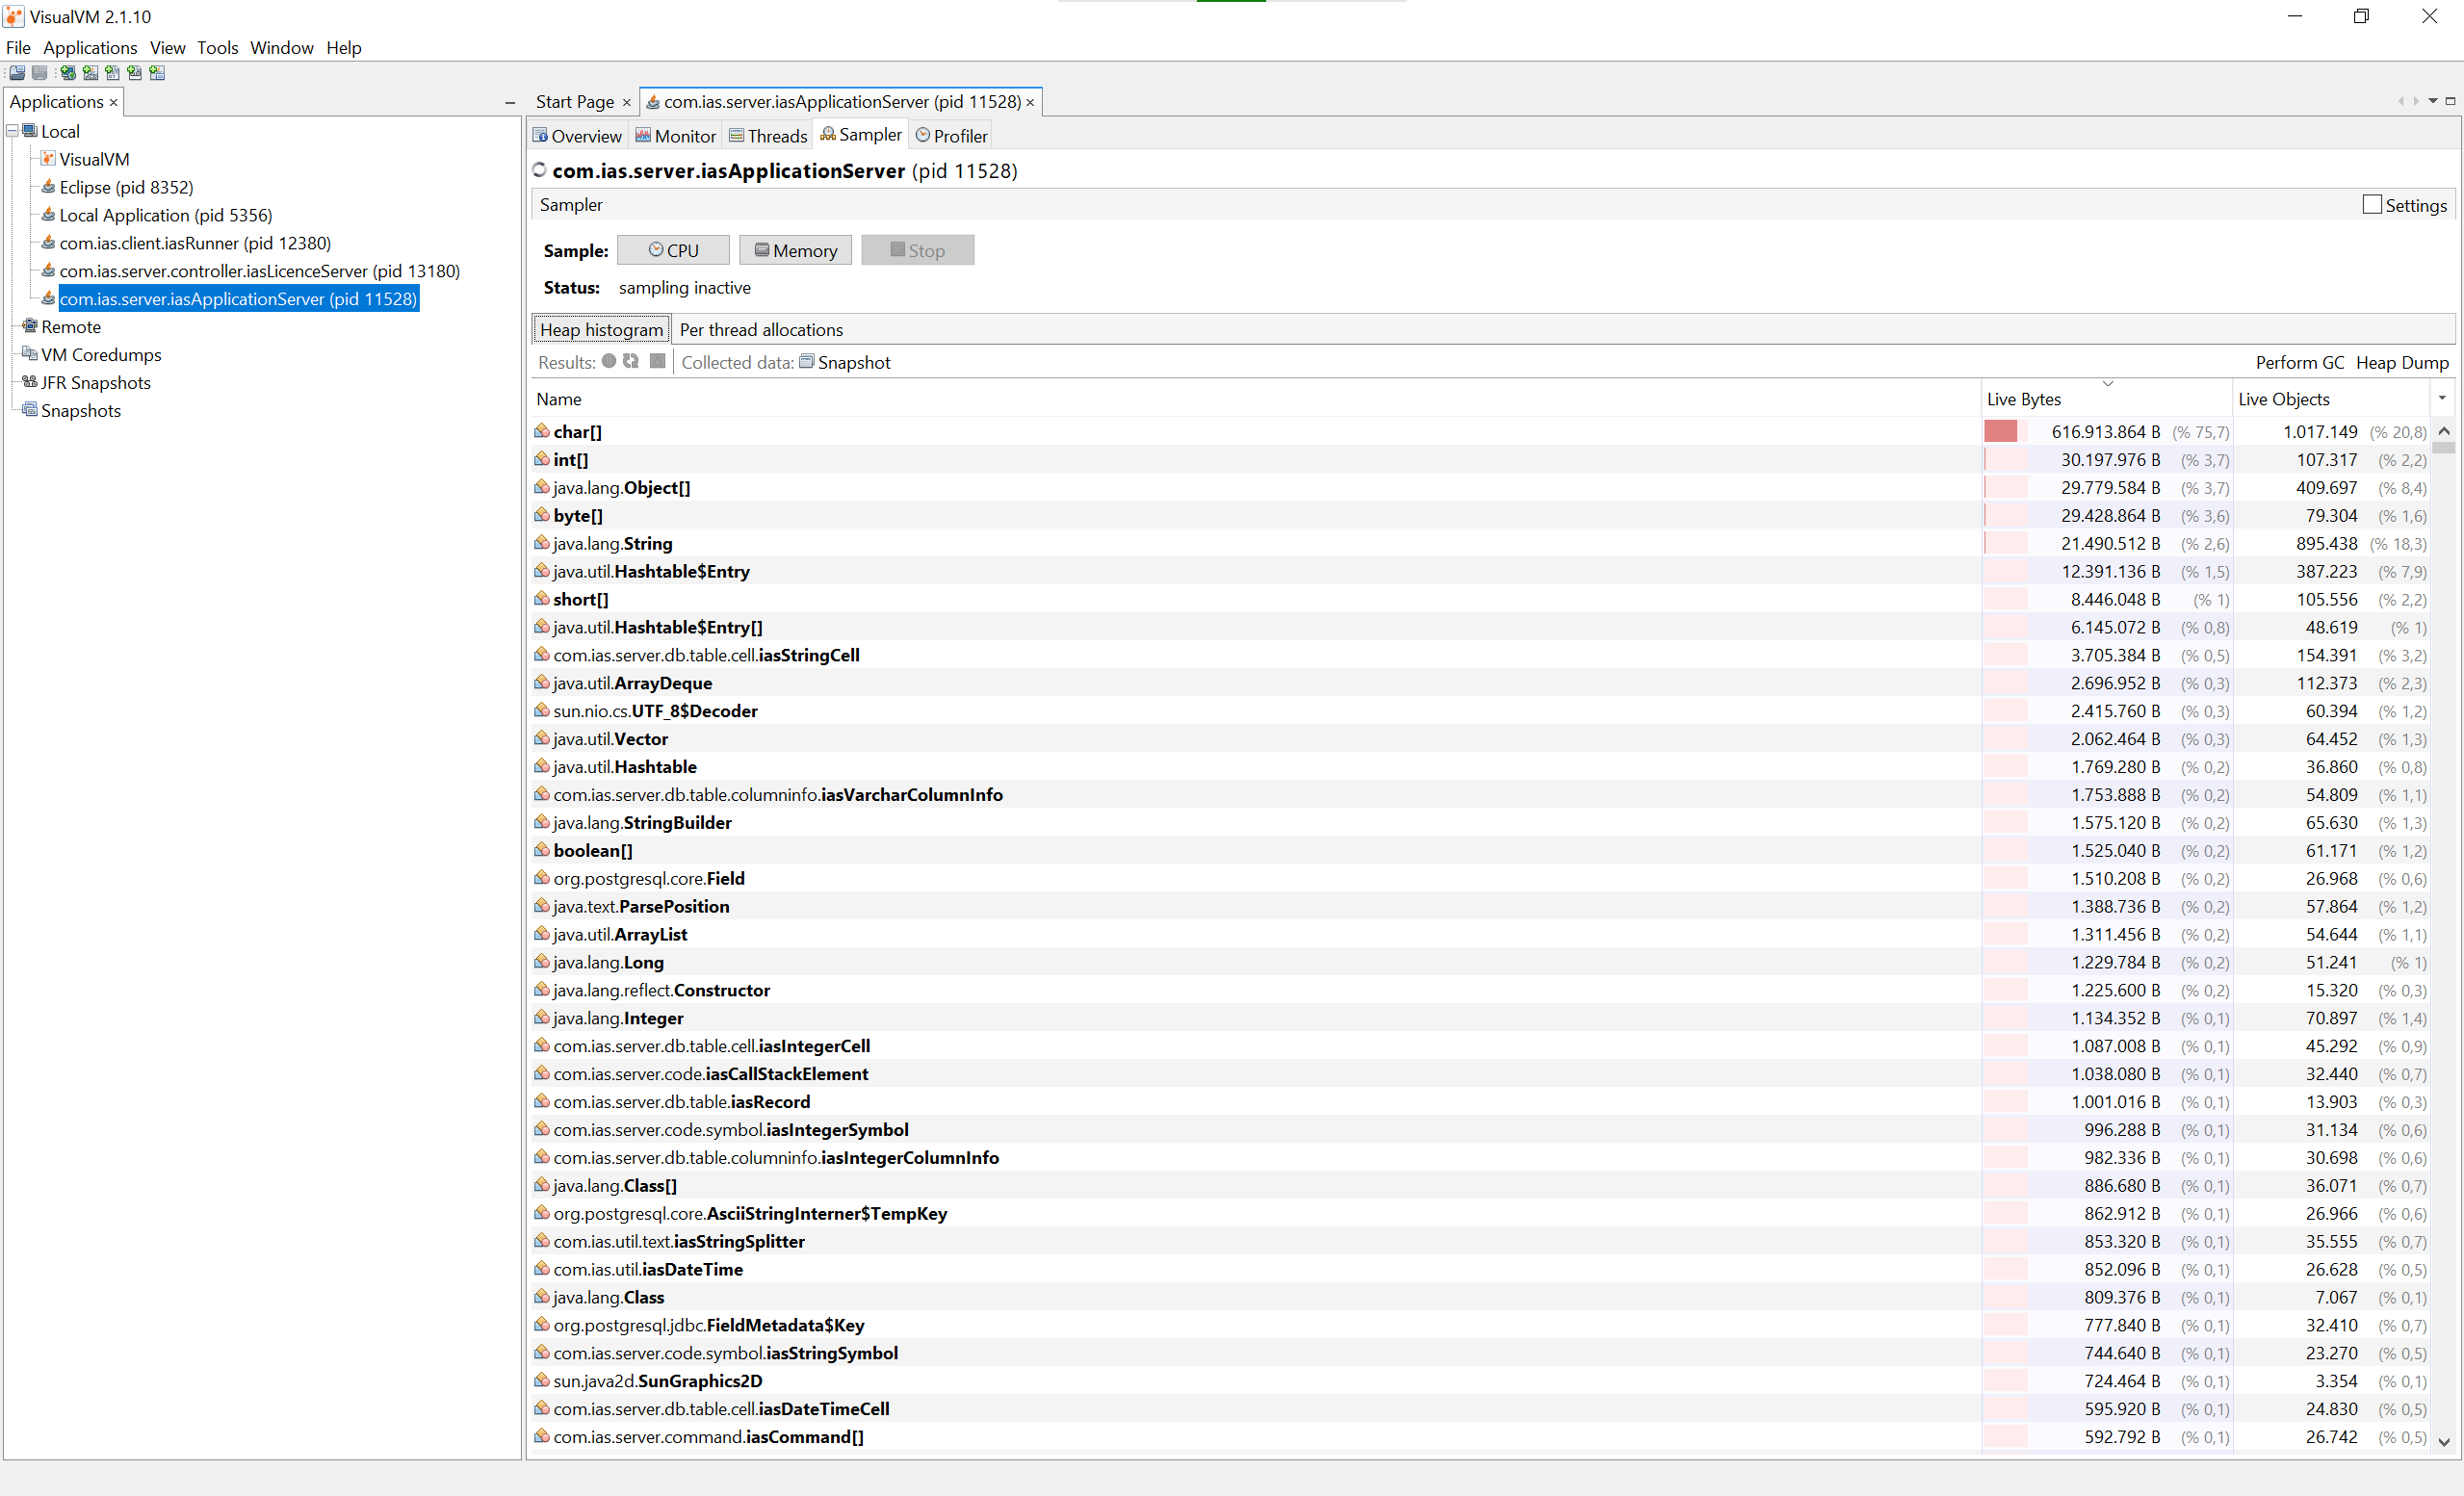 VisualVM 2.1.10
File Applications View Tools Window Help
Applications
Local
VisualVM
Eclipse (pid 8352)
Local Application (pid 5356)
com.ias.client.iasRunner (pid 12380)
com.ias.server.controller.iasLicenceServer (pid 13180)
com.ias.server.iasApplicationServer (pid 11528)
Remote
VM Coredumps
JFR Snapshots
Snapshots
Start Page com.ias.server.iasApplicationServer (pid 11528)
Overview Monitor Threads Sampler Profiler
com.ias.server.iasApplicationServer (pid 11528)
Sampler Settings
Sample: CPU Memory Stop
Status: sampling inactive
Heap histogram Per thread allocations
Results: Collected data: Snapshot Perform GC Heap Dump
Name Live Bytes Live Objects
char[] 616.913.864 B (% 75,7) 1.017.149 (% 20,8)
int[] 30.197.976 B (% 3,7) 107.317 (% 2,2)
java.lang.Object[] 29.779.584 B (% 3,7) 409.697 (% 8,4)
byte[] 29.428.864 B (% 3,6) 79.304 (% 1,6)
java.lang.String 21.490.512 B (% 2,6) 895.438 (% 18,3)
java.util.Hashtable$Entry 12.391.136 B (% 1,5) 387.223 (% 7,9)
short[] 8.446.048 B (% 1) 105.556 (% 2,2)
java.util.Hashtable$Entry[] 6.145.072 B (% 0,8) 48.619 (% 1)
com.ias.server.db.table.cell.iasStringCell 3.705.384 B (% 0,5) 154.391 (% 3,2)
java.util.ArrayDeque 2.696.952 B (% 0,3) 112.373 (% 2,3)
sun.nio.cs.UTF_8$Decoder 2.415.760 B (% 0,3) 60.394 (% 1,2)
java.util.Vector 2.062.464 B (% 0,3) 64.452 (% 1,3)
java.util.Hashtable 1.769.280 B (% 0,2) 36.860 (% 0,8)
com.ias.server.db.table.columninfo.iasVarcharColumnInfo 1.753.888 B (% 0,2) 54.809 (% 1,1)
java.lang.StringBuilder 1.575.120 B (% 0,2) 65.630 (% 1,3)
boolean[] 1.525.040 B (% 0,2) 61.171 (% 1,2)
org.postgresql.core.Field 1.510.208 B (% 0,2) 26.968 (% 0,6)
java.text.ParsePosition 1.388.736 B (% 0,2) 57.864 (% 1,2)
java.util.ArrayList 1.311.456 B (% 0,2) 54.644 (% 1,1)
java.lang.Long 1.229.784 B (% 0,2) 51.241 (% 1)
java.lang.reflect.Constructor 1.225.600 B (% 0,2) 15.320 (% 0,3)
java.lang.Integer 1.134.352 B (% 0,1) 70.897 (% 1,4)
com.ias.server.db.table.cell.iasIntegerCell 1.087.008 B (% 0,1) 45.292 (% 0,9)
com.ias.server.code.iasCallStackElement 1.038.080 B (% 0,1) 32.440 (% 0,7)
com.ias.server.db.table.iasRecord 1.001.016 B (% 0,1) 13.903 (% 0,3)
com.ias.server.code.symbol.iasIntegerSymbol 996.288 B (% 0,1) 31.134 (% 0,6)
com.ias.server.db.table.columninfo.iasIntegerColumnInfo 982.336 B (% 0,1) 30.698 (% 0,6)
java.lang.Class[] 886.680 B (% 0,1) 36.071 (% 0,7)
org.postgresql.core.AsciiStringInterner$TempKey 862.912 B (% 0,1) 26.966 (% 0,6)
com.ias.util.text.iasStringSplitter 853.320 B (% 0,1) 35.555 (% 0,7)
com.ias.util.iasDateTime 852.096 B (% 0,1) 26.628 (% 0,5)
java.lang.Class 809.376 B (% 0,1) 7.067 (% 0,1)
org.postgresql.jdbc.FieldMetadata$Key 777.840 B (% 0,1) 32.410 (% 0,7)
com.ias.server.code.symbol.iasStringSymbol 744.640 B (% 0,1) 23.270 (% 0,5)
sun.java2d.SunGraphics2D 724.464 B (% 0,1) 3.354 (% 0,1)
com.ias.server.db.table.cell.iasDateTimeCell 595.920 B (% 0,1) 24.830 (% 0,5)
com.ias.server.command.iasCommand[] 592.792 B (% 0,1) 26.742 (% 0,5)